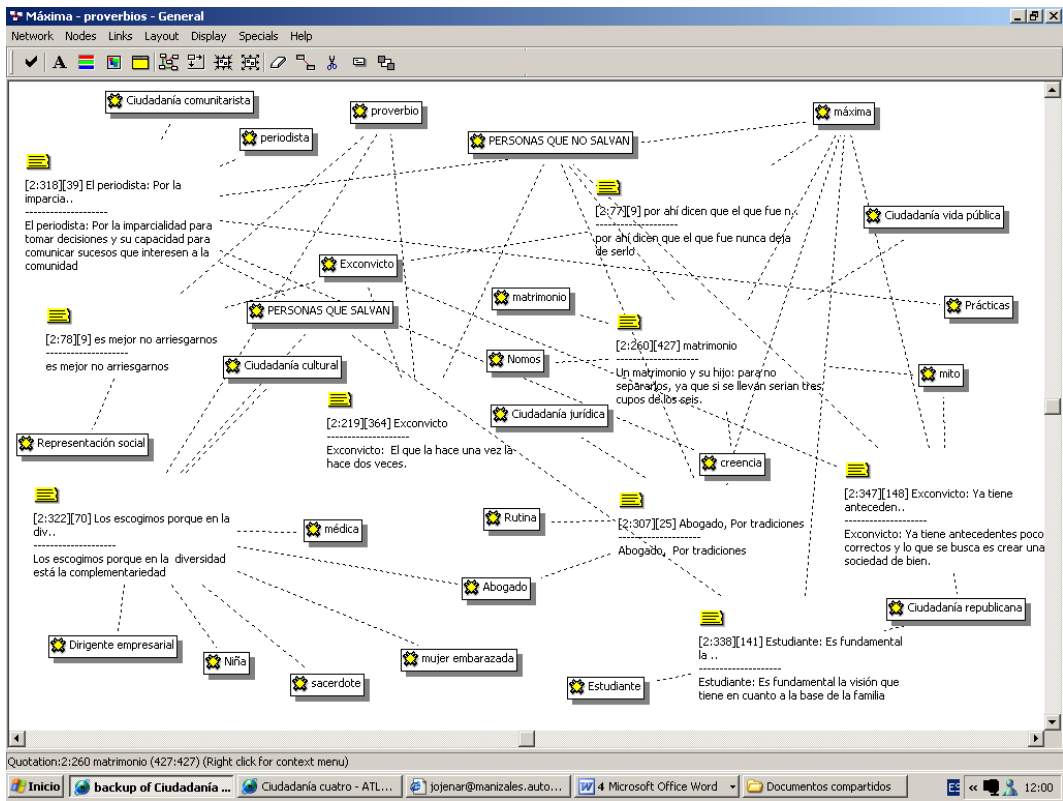 Máxima - proverbios - General
Network Nodes Links Layout Display Specials Help
A
Ciudadanía comunitarista
proverbio
máxima
periodista
PERSONAS QUE NO SALVAN
[2:318][39] El periodista: Por la
imparcia..
--------------------
El periodista: Por la imparcialidad para
tomar decisiones y su capacidad para
comunicar sucesos que interesen a la
comunidad
[2:77][9] por ahí dicen que el que fue n..
--------------------
por ahí dicen que el que fue nunca deja
de serlo
Ciudadanía vida pública
Exconvicto
matrimonio
Prácticas
PERSONAS QUE SALVAN
[2:78][9] es mejor no arriesgarnos
--------------------
es mejor no arriesgarnos
[2:260][427] matrimonio
--------------------
Un matrimonio y su hijo: para no
separarlos, ya que si se llevan serian tres
cupos de los seis.
Nomos
Ciudadanía cultural
mito
[2:219][364] Exconvicto
--------------------
Exconvicto: El que la hace una vez la
hace dos veces.
Ciudadanía jurídica
Representación social
creencia
[2:347][148] Exconvicto: Ya tiene
anteceden..
--------------------
Exconvicto: Ya tiene antecedentes poco
correctos y lo que se busca es crear una
sociedad de bien.
[2:322][70] Los escogimos porque en la
div..
--------------------
Los escogimos porque en la diversidad
está la complementariedad
médica
Rutina
[2:307][25] Abogado, Por tradiciones
--------------------
Abogado, Por tradiciones
Abogado
Ciudadanía republicana
[2:338][141] Estudiante: Es fundamental
la ..
--------------------
Estudiante: Es fundamental la visión que
tiene en cuanto a la base de la familia
Dirigente empresarial
Niña
sacerdote
mujer embarazada
Estudiante
Quotation:2:260 matrimonio (427:427) (Right click for context menu)
Inicio backup of Ciudadanía ... Ciudadanía cuatro - ATL... jojenar@manizales.auto... 4 Microsoft Office Word Documentos compartidos ES « 12:00